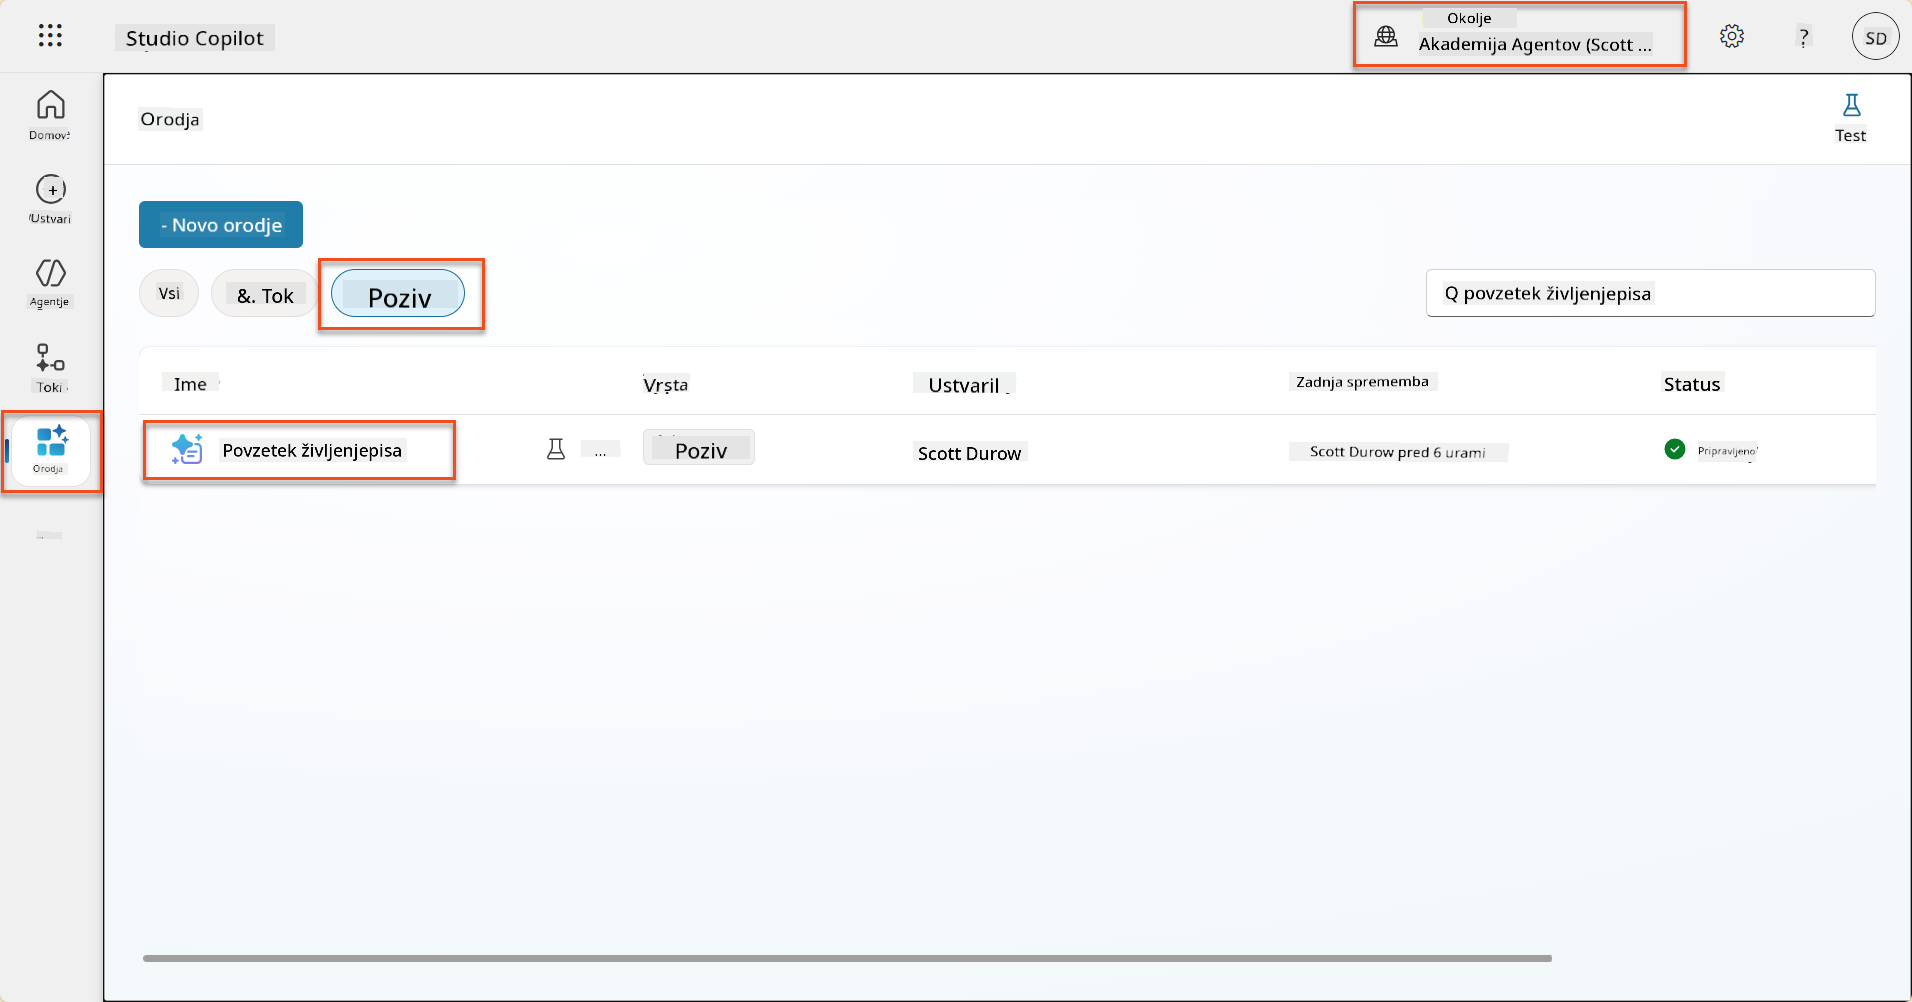 Studio Copilot
Okolje
Akademija Agentov (Scott ...
?
SD
Domov
Ustvari
Agentje
Toki
Orodja
Orodja
Test
- Novo orodje
Vsi
&. Tok
Poziv
Q povzetek življenjepisa
Ime
Vrsta
Ustvaril
Zadnja sprememba
Status
Povzetek življenjepisa
...
Poziv
Scott Durow
Scott Durow pred 6 urami
Pripravljeno